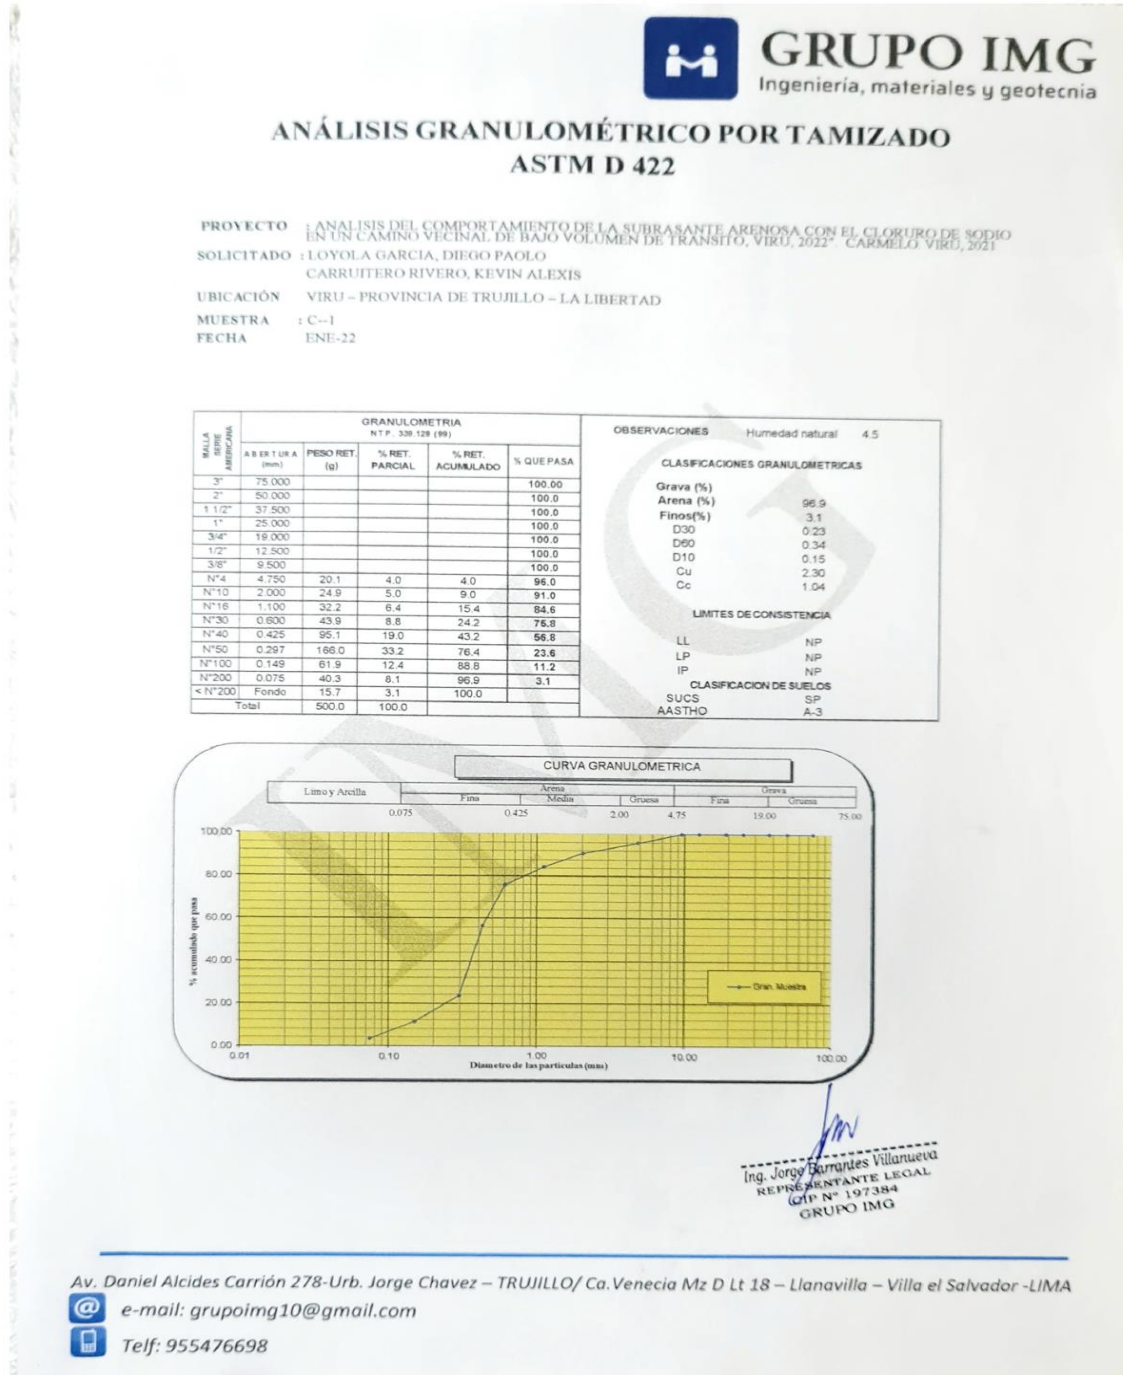 GRUPO IMG
Ingeniería, materiales y geotecnia
ANÁLISIS GRANULOMÉTRICO POR TAMIZADO
ASTM D 422
PROYECTO : ANALISIS DEL COMPORTAMIENTO DE LA SUBRASANTE ARENOSA CON EL CLORURO DE SODIO
EN UN CAMINO VECINAL DE BAJO VOLUMEN DE TRANSITO, VIRU, 2022". CARMELO VIRU, 2021
SOLICITADO : LOYOLA GARCIA, DIEGO PAOLO
CARRUITERO RIVERO, KEVIN ALEXIS
UBICACIÓN VIRU – PROVINCIA DE TRUJILLO – LA LIBERTAD
MUESTRA : C--1
FECHA ENE-22
MALLA SERIE AMERICANA
GRANULOMETRIA
N T P. 339.128 (99)
ABERTURA (mm) PESO RET. (g) % RET. PARCIAL % RET. ACUMULADO % QUE PASA
3" 75.000 100.00
2" 50.000 100.0
1 1/2" 37.500 100.0
1" 25.000 100.0
3/4" 19.000 100.0
1/2" 12.500 100.0
3/8" 9.500 100.0
N°4 4.750 20.1 4.0 4.0 96.0
N°10 2.000 24.9 5.0 9.0 91.0
N°16 1.100 32.2 6.4 15.4 84.6
N°30 0.600 43.9 8.8 24.2 75.8
N°40 0.425 95.1 19.0 43.2 56.8
N°50 0.297 166.0 33.2 76.4 23.6
N°100 0.149 61.9 12.4 88.8 11.2
N°200 0.075 40.3 8.1 96.9 3.1
< N°200 Fondo 15.7 3.1 100.0
Total 500.0 100.0
OBSERVACIONES Humedad natural 4.5
CLASIFICACIONES GRANULOMETRICAS
Grava (%)
Arena (%) 96.9
Finos(%) 3.1
D30 0.23
D60 0.34
D10 0.15
Cu 2.30
Cc 1.04
LIMITES DE CONSISTENCIA
LL NP
LP NP
IP NP
CLASIFICACION DE SUELOS
SUCS SP
AASTHO A-3
IMG
CURVA GRANULOMETRICA
Limo y Arcilla Arena Grava
Fina Media Gruesa Fina Gruesa
0.075 0.425 2.00 4.75 19.00 75.00
% acumulado que pasa
100.00
80.00
60.00
40.00
20.00
0.00
Gran. Muestra
0.01 0.10 1.00 10.00 100.00
Diametro de las particulas (mm)
Ing. Jorge Barrantes Villanueva
REPRESENTANTE LEGAL
CIP N° 197384
GRUPO IMG
Av. Daniel Alcides Carrión 278-Urb. Jorge Chavez – TRUJILLO/ Ca.Venecia Mz D Lt 18 – Llanavilla – Villa el Salvador -LIMA
@ e-mail: grupoimg10@gmail.com
Telf: 955476698